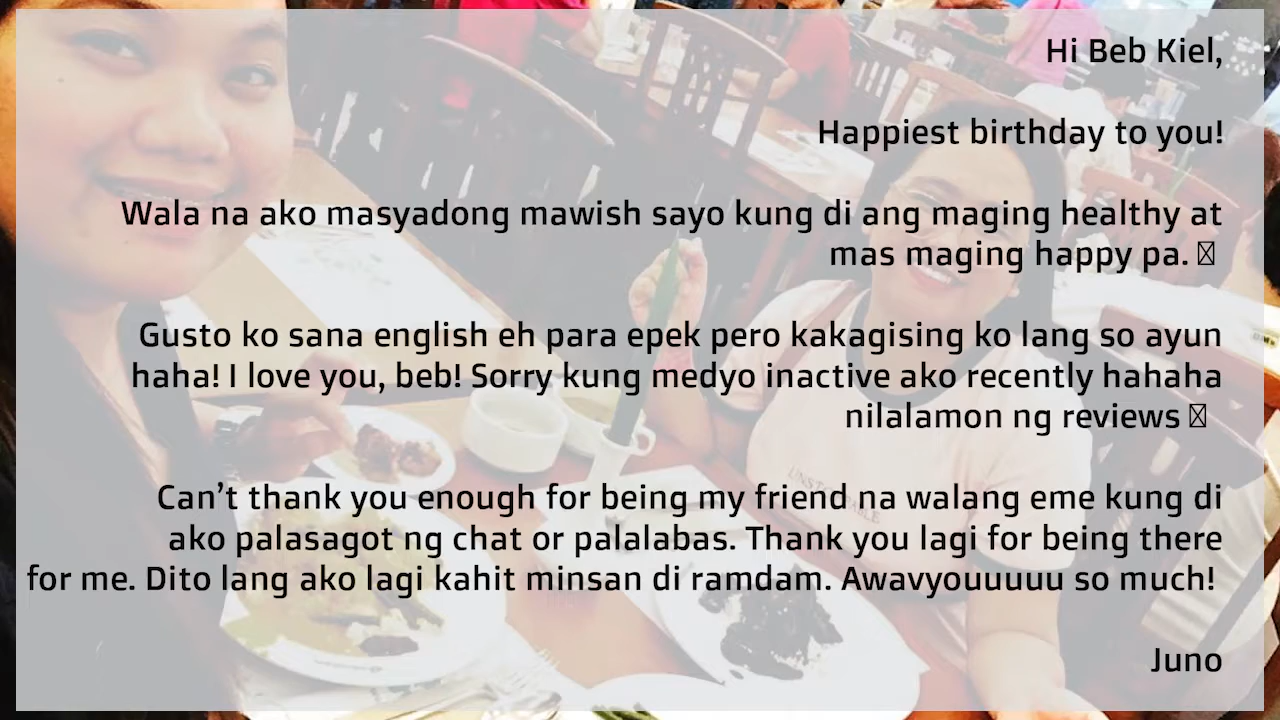 Hi Beb Kiel,
Happiest birthday to you!
Wala na ako masyadong mawish sayo kung di ang maging healthy at
mas maging happy pa.
Gusto ko sana english eh para epek pero kakagising ko lang so ayun
haha! I love you, beb! Sorry kung medyo inactive ako recently hahaha
nilalamon ng reviews
Can’t thank you enough for being my friend na walang eme kung di
ako palasagot ng chat or palalabas. Thank you lagi for being there
for me. Dito lang ako lagi kahit minsan di ramdam. Awavyouuuuu so much!
Juno